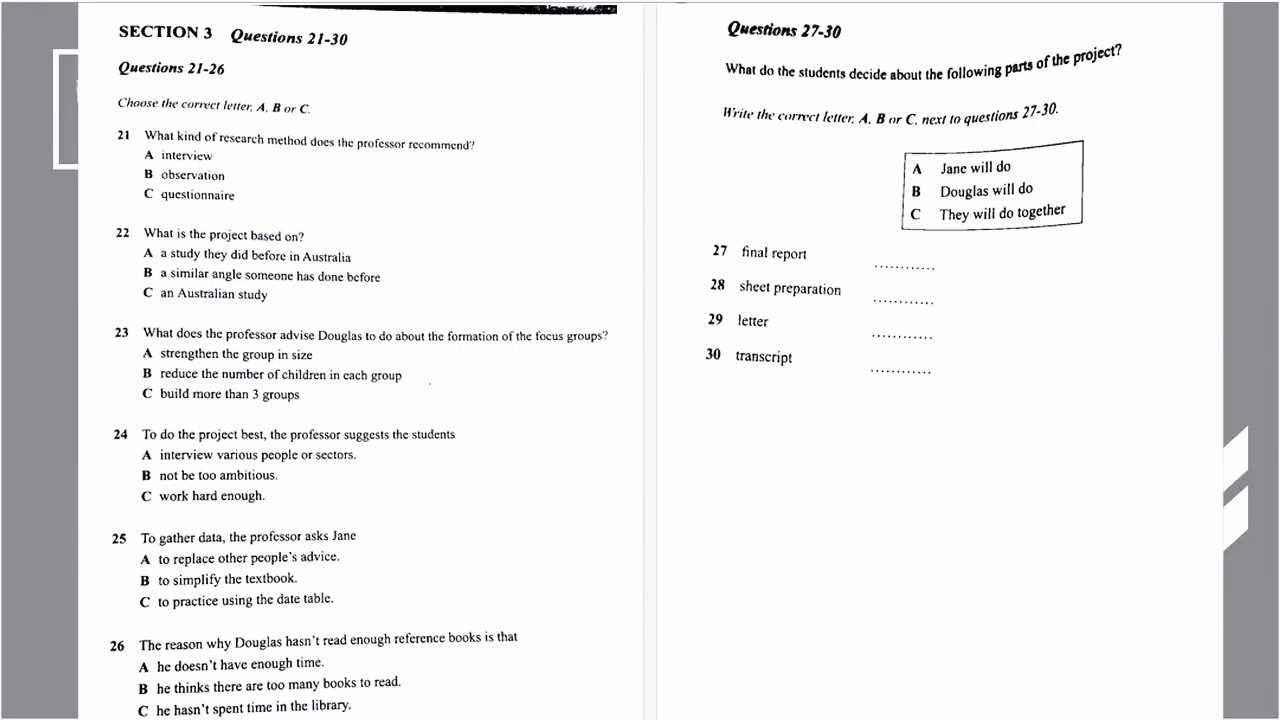 SECTION 3 Questions 21-30
Questions 21-26
Choose the correct letter, A, B or C.
21 What kind of research method does the professor recommend?
A interview
B observation
C questionnaire
22 What is the project based on?
A a study they did before in Australia
B a similar angle someone has done before
C an Australian study
23 What does the professor advise Douglas to do about the formation of the focus groups?
A strengthen the group in size
B reduce the number of children in each group
C build more than 3 groups
24 To do the project best, the professor suggests the students
A interview various people or sectors.
B not be too ambitious.
C work hard enough.
25 To gather data, the professor asks Jane
A to replace other people's advice.
B to simplify the textbook.
C to practice using the date table.
26 The reason why Douglas hasn't read enough reference books is that
A he doesn't have enough time.
B he thinks there are too many books to read.
C he hasn't spent time in the library.
Questions 27-30
What do the students decide about the following parts of the project?
Write the correct letter, A, B or C, next to questions 27-30.
A Jane will do
B Douglas will do
C They will do together
27 final report ............
28 sheet preparation ............
29 letter ............
30 transcript ............